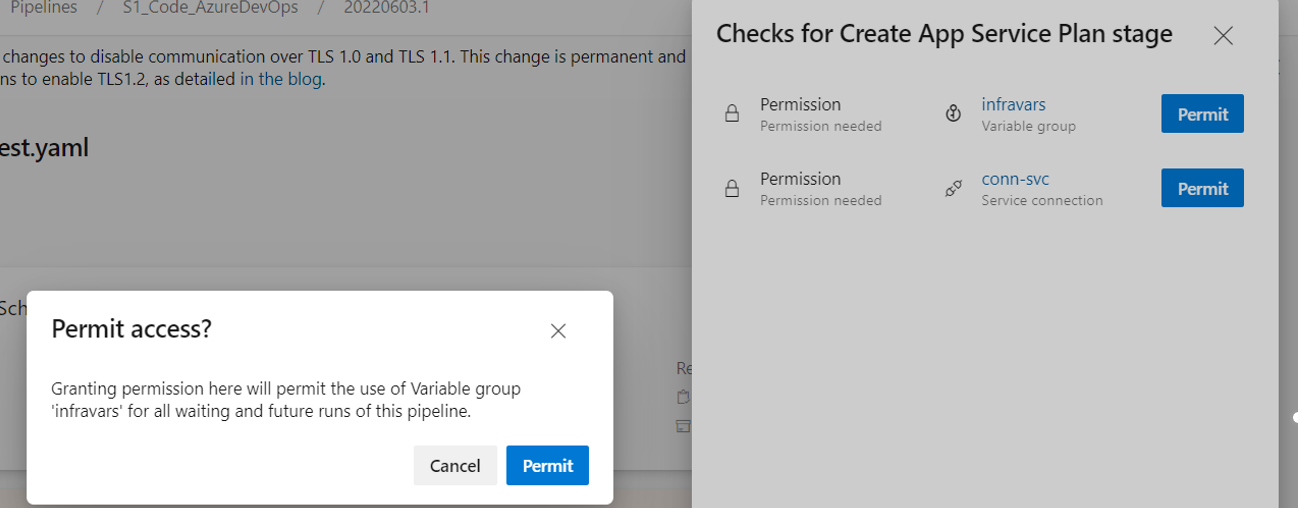 Pipelines / S1_Code_AzureDevOps / 20220603.1
changes to disable communication over TLS 1.0 and TLS 1.1. This change is permanent and
ns to enable TLS1.2, as detailed in the blog.
est.yaml
Sch
Re
Checks for Create App Service Plan stage
Permission infravars Permit
Permission needed Variable group
Permission conn-svc Permit
Permission needed Service connection
Permit access?
Granting permission here will permit the use of Variable group
'infravars' for all waiting and future runs of this pipeline.
Cancel Permit